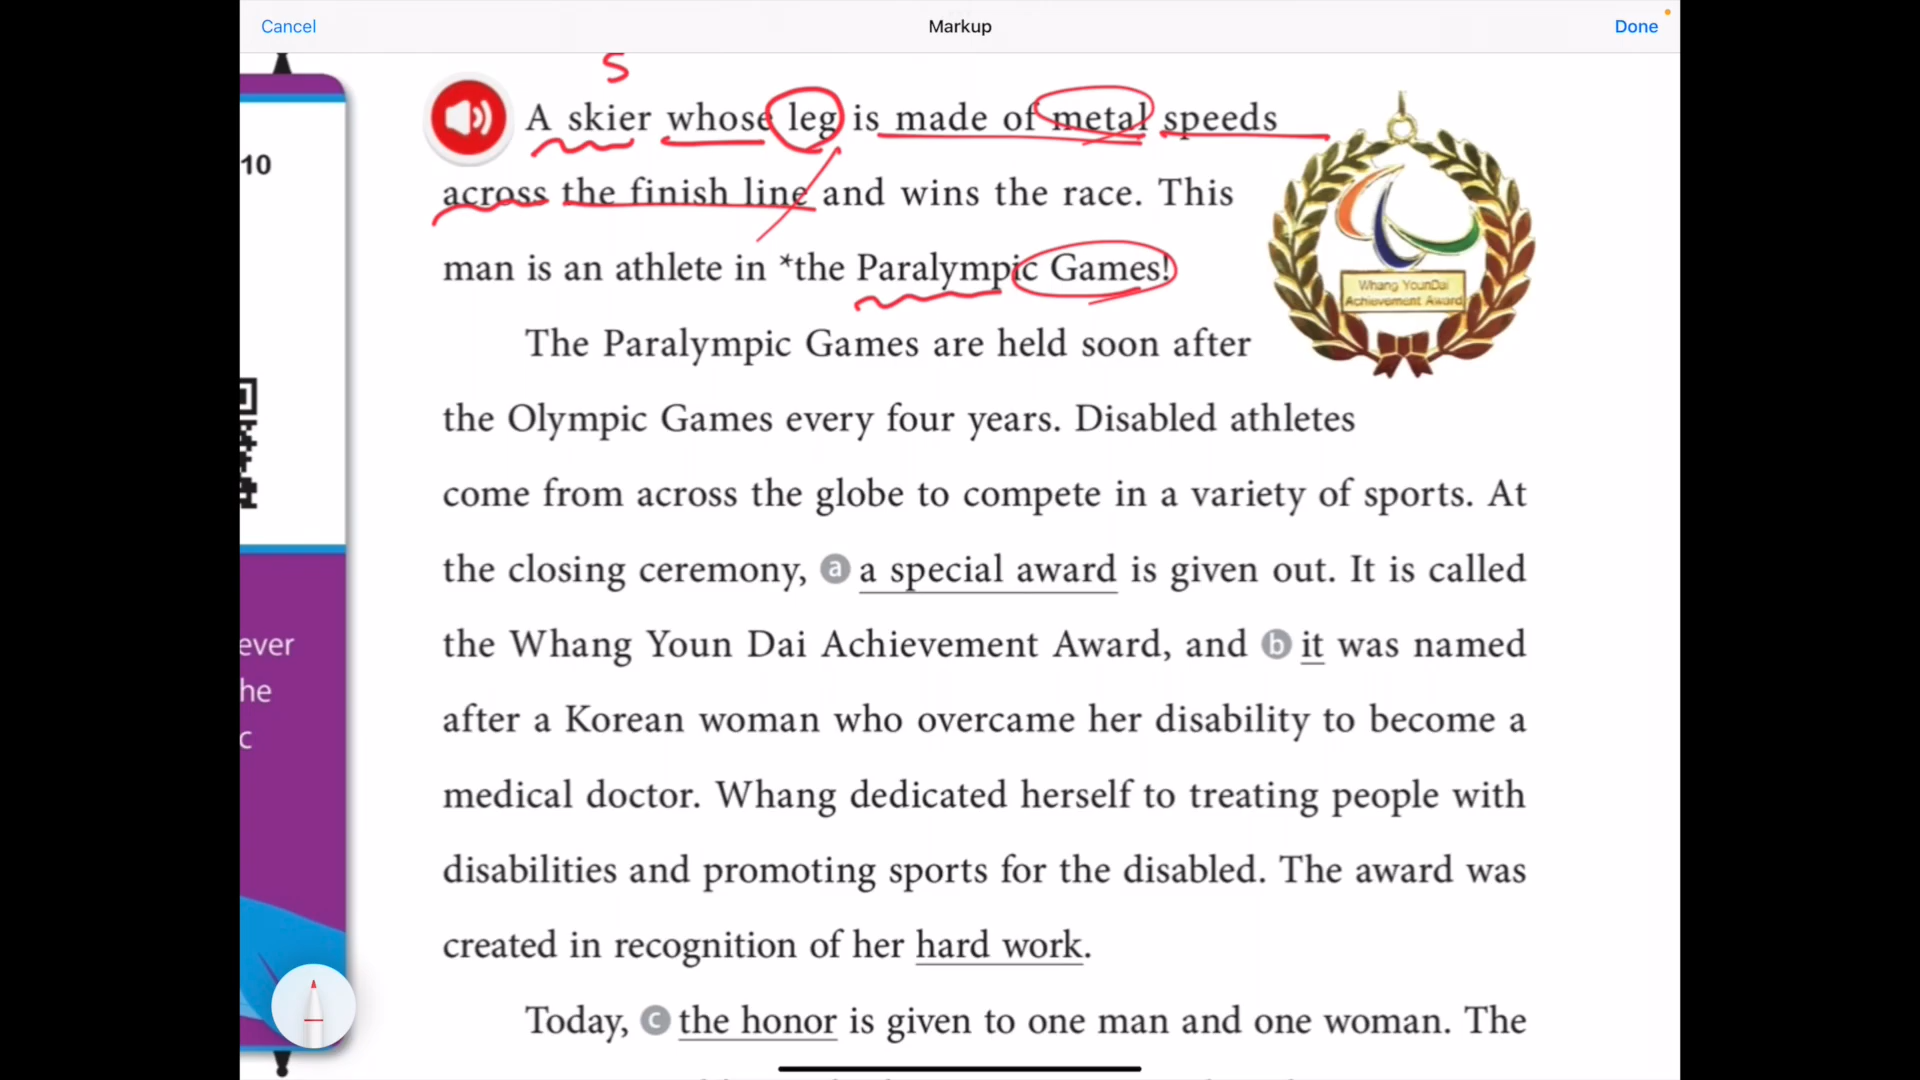 Cancel
Markup
Done
S
A skier whose leg is made of metal speeds
across the finish line and wins the race. This
man is an athlete in *the Paralympic Games!
The Paralympic Games are held soon after
the Olympic Games every four years. Disabled athletes
come from across the globe to compete in a variety of sports. At
the closing ceremony, a a special award is given out. It is called
the Whang Youn Dai Achievement Award, and b it was named
after a Korean woman who overcame her disability to become a
medical doctor. Whang dedicated herself to treating people with
disabilities and promoting sports for the disabled. The award was
created in recognition of her hard work.
Today, c the honor is given to one man and one woman. The
Whang YounDai
Achievement Award
10
ever
he
c